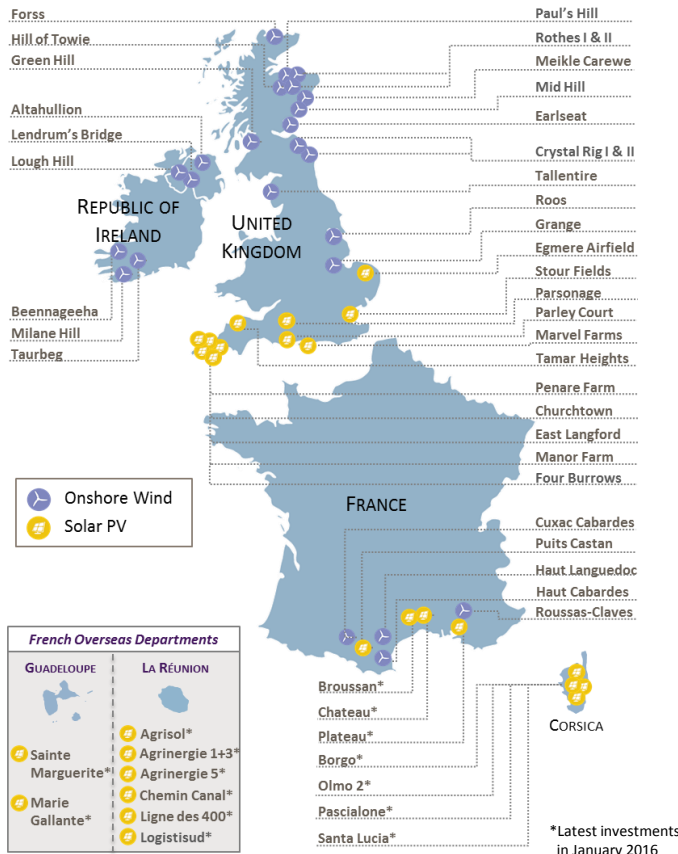 Forss
Hill of Towie
Green Hill
Altahullion
Lendrum's Bridge
Lough Hill
REPUBLIC OF
IRELAND
UNITED
KINGDOM
Beennageeha
Milane Hill
Taurbeg
Paul's Hill
Rothes I & II
Meikle Carewe
Mid Hill
Earlseat
Crystal Rig I & II
Tallentire
Roos
Grange
Egmere Airfield
Stour Fields
Parsonage
Parley Court
Marvel Farms
Tamar Heights
Penare Farm
Churchtown
East Langford
Manor Farm
Four Burrows
Onshore Wind
Solar PV
FRANCE
Cuxac Cabardes
Puits Castan
Haut Languedoc
Haut Cabardes
Roussas-Claves
French Overseas Departments
GUADELOUPE
LA RÉUNION
Sainte
Marguerite*
Marie
Gallante*
Agrisol*
Agrinergie 1+3*
Agrinergie 5*
Chemin Canal*
Ligne des 400*
Logistisud*
Broussan*
Chateau*
Plateau*
Borgo*
Olmo 2*
Pascialone*
Santa Lucia*
CORSICA
*Latest investments
in January 2016